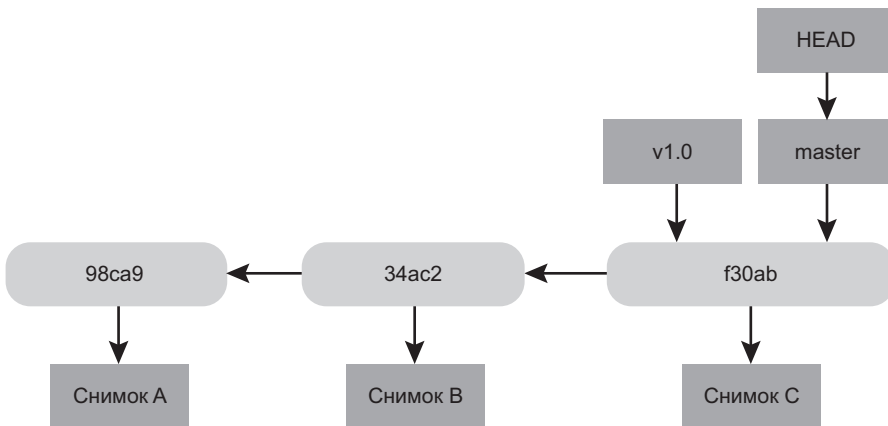 HEAD
v1.0
master
98ca9
34ac2
f30ab
Снимок A
Снимок B
Снимок C